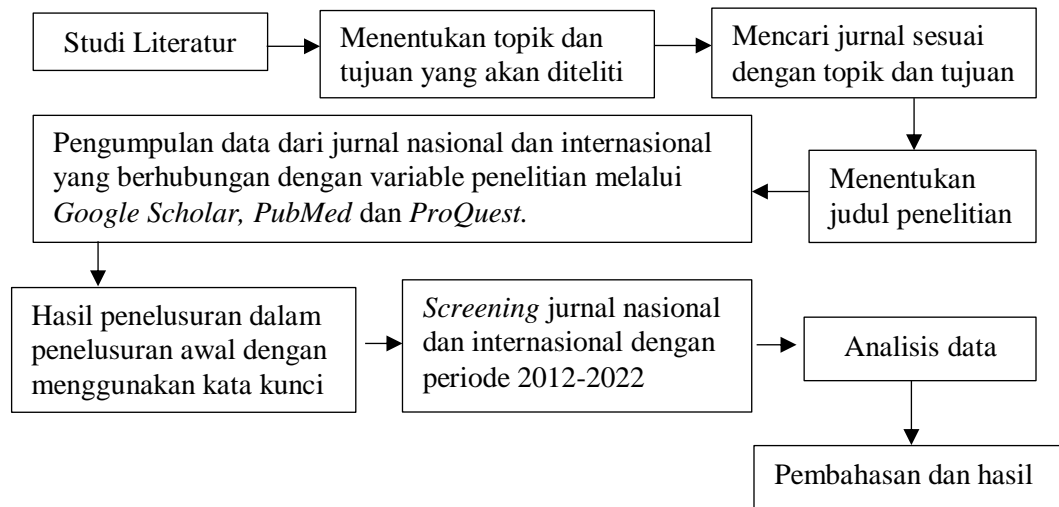 Studi Literatur
Menentukan topik dan
tujuan yang akan diteliti
Mencari jurnal sesuai
dengan topik dan tujuan
Menentukan
judul penelitian
Pengumpulan data dari jurnal nasional dan internasional
yang berhubungan dengan variable penelitian melalui
Google Scholar, PubMed dan ProQuest.
Hasil penelusuran dalam
penelusuran awal dengan
menggunakan kata kunci
Screening jurnal nasional
dan internasional dengan
periode 2012-2022
Analisis data
Pembahasan dan hasil